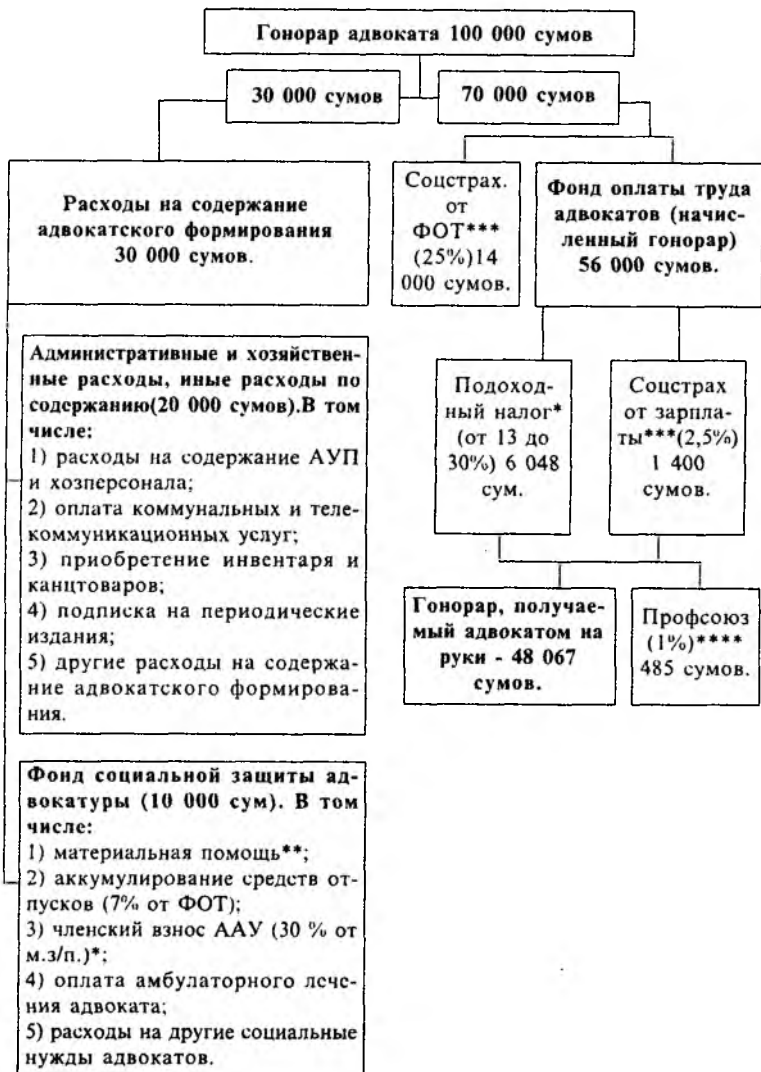 Гонорар адвоката 100 000 сумов
30 000 сумов
70 000 сумов
Расходы на содержание
адвокатского формирования
30 000 сумов.
Соцстрах.
от
ФОТ***
(25%)14
000 сумов.
Фонд оплаты труда
адвокатов (начис-
ленный гонорар)
56 000 сумов.
Административные и хозяйствен-
ные расходы, иные расходы по
содержанию(20 000 сумов).В том
числе:
1) расходы на содержание АУП
и хозперсонала;
2) оплата коммунальных и теле-
коммуникационных услуг;
3) приобретение инвентаря и
канцтоваров;
4) подписка на периодические
издания;
5) другие расходы на содержа-
ние адвокатского формирова-
ния.
Подоход-
ный налог*
(от 13 до
30%) 6 048
сум.
Соцстрах
от зарпла-
ты***(2,5%)
1 400
сумов.
Гонорар, получае-
мый адвокатом на
руки - 48 067
сумов.
Профсоюз
(1%)****
485 сумов.
Фонд социальной защиты ад-
вокатуры (10 000 сум). В том
числе:
1) материальная помощь**;
2) аккумулирование средств от-
пусков (7% от ФОТ);
3) членский взнос ААУ (30 % от
м.з/п.)*;
4) оплата амбулаторного лече-
ния адвоката;
5) расходы на другие социальные
нужды адвокатов.